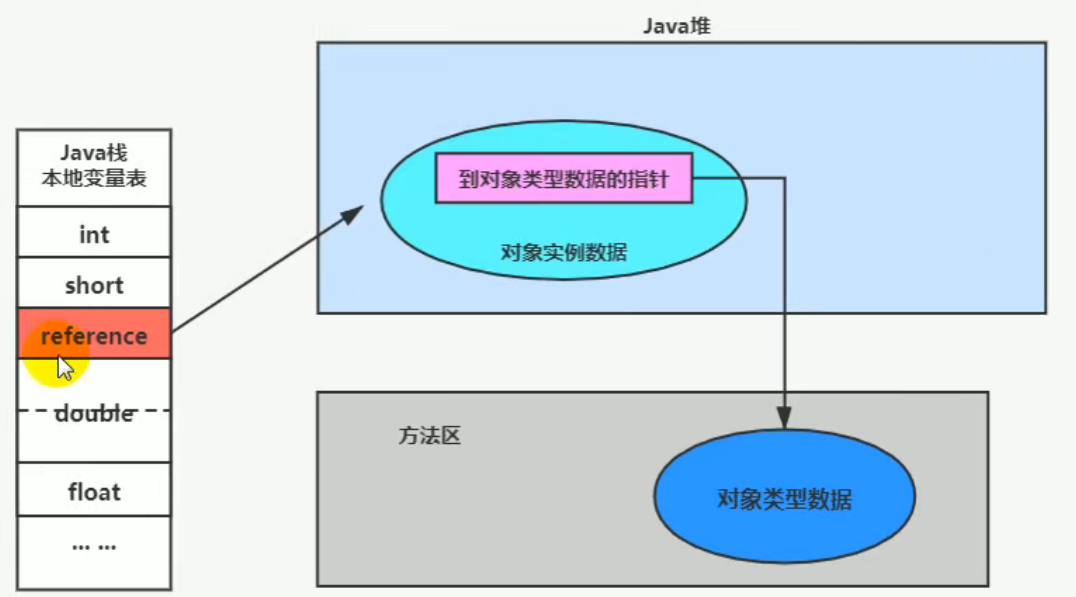 Java堆
Java栈
本地变量表
int
short
reference
double
float
... ...
到对象类型数据的指针
对象实例数据
方法区
对象类型数据